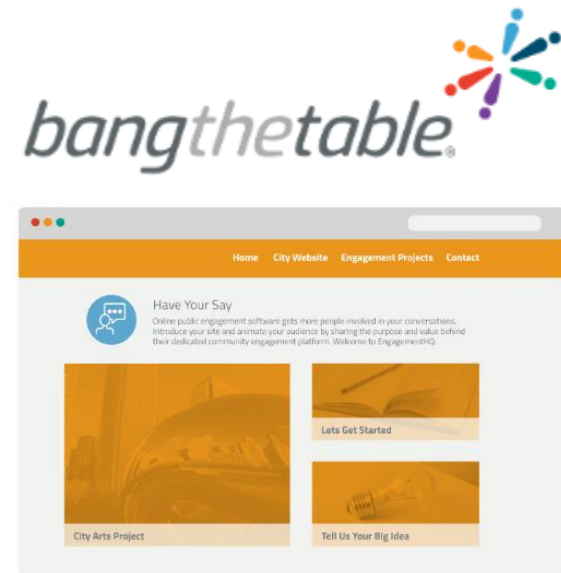 bangthetable®
Home City Website Engagement Projects Contact
Have Your Say
Online public engagement software gets more people involved in your conversations.
Introduce your site and animate your audience by sharing the purpose and value behind
their dedicated community engagement platform. Welcome to EngagementHQ.
Lets Get Started
City Arts Project
Tell Us Your Big Idea